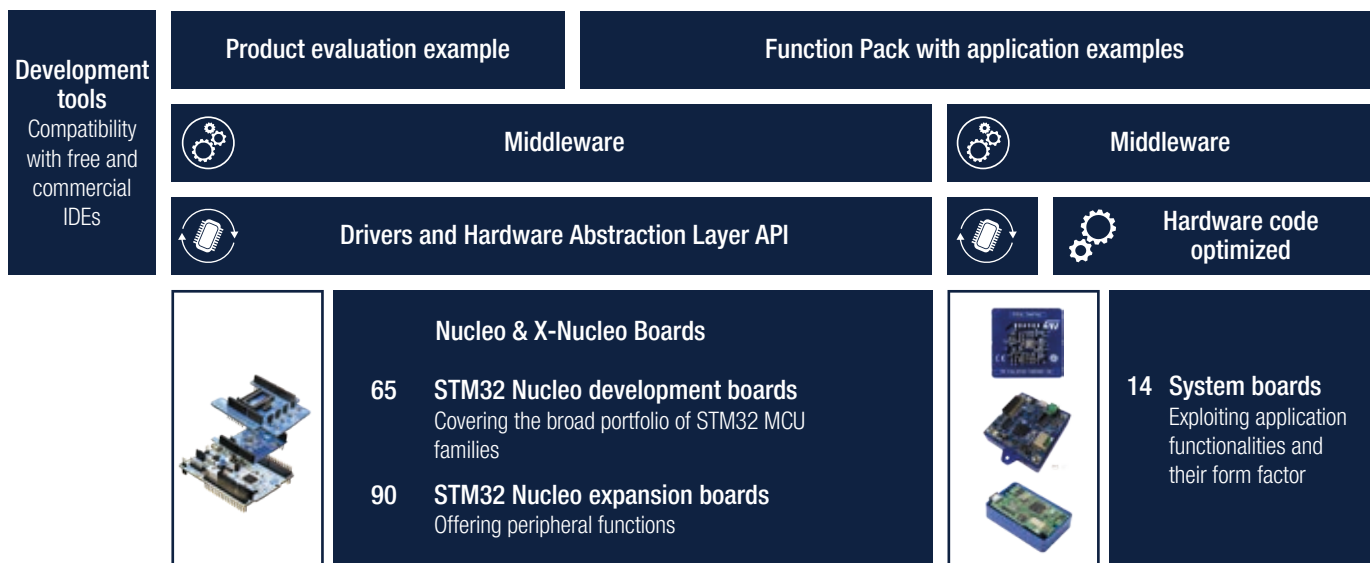 Development
tools
Compatibility
with free and
commercial
IDEs
Product evaluation example
Function Pack with application examples
Middleware
Middleware
Drivers and Hardware Abstraction Layer API
Hardware code
optimized
Nucleo & X-Nucleo Boards
65 STM32 Nucleo development boards
Covering the broad portfolio of STM32 MCU
families
90 STM32 Nucleo expansion boards
Offering peripheral functions
14 System boards
Exploiting application
functionalities and
their form factor